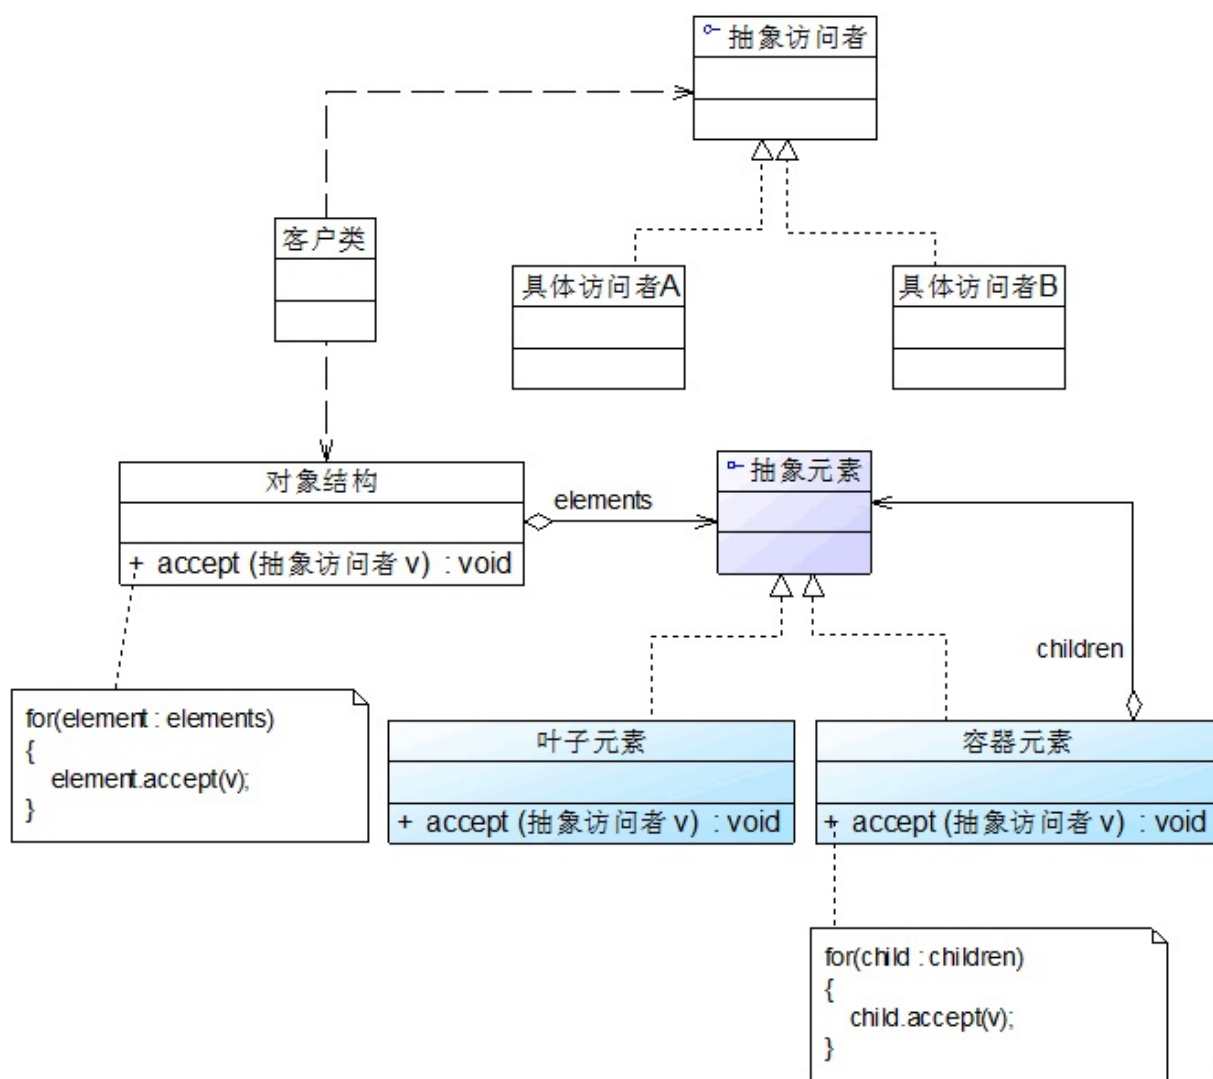 抽象访问者
客户类
具体访问者A
具体访问者B
对象结构
+ accept (抽象访问者 v) : void
elements
抽象元素
children
for(element : elements)
{
element.accept(v);
}
叶子元素
+ accept (抽象访问者 v) : void
容器元素
+ accept (抽象访问者 v) : void
for(child : children)
{
child.accept(v);
}